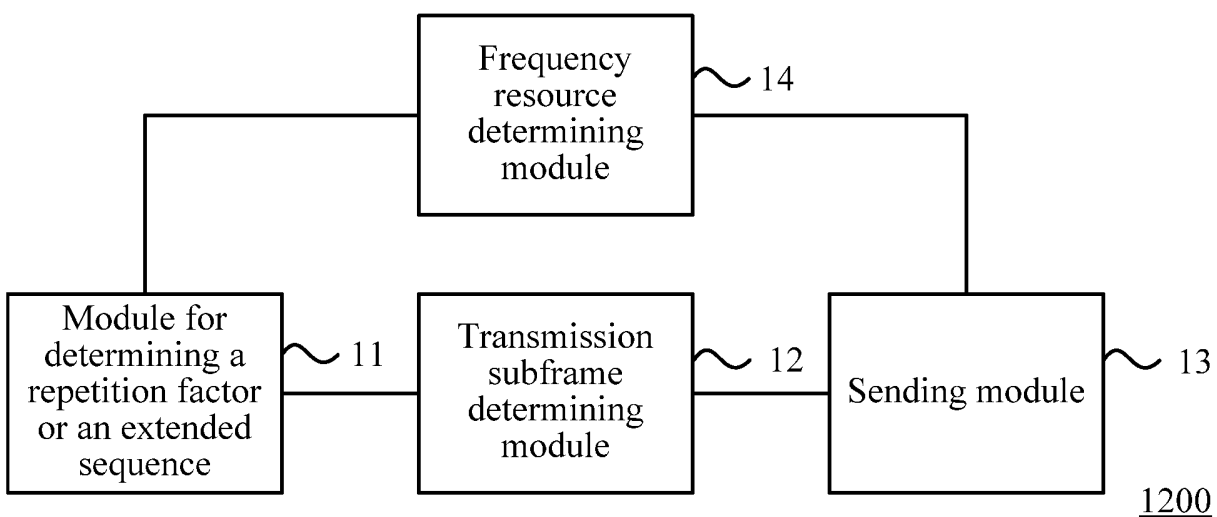 Frequency
resource
determining
module
14
Module for
determining a
repetition factor
or an extended
sequence
11
Transmission
subframe
determining
module
12
Sending module
13
1200